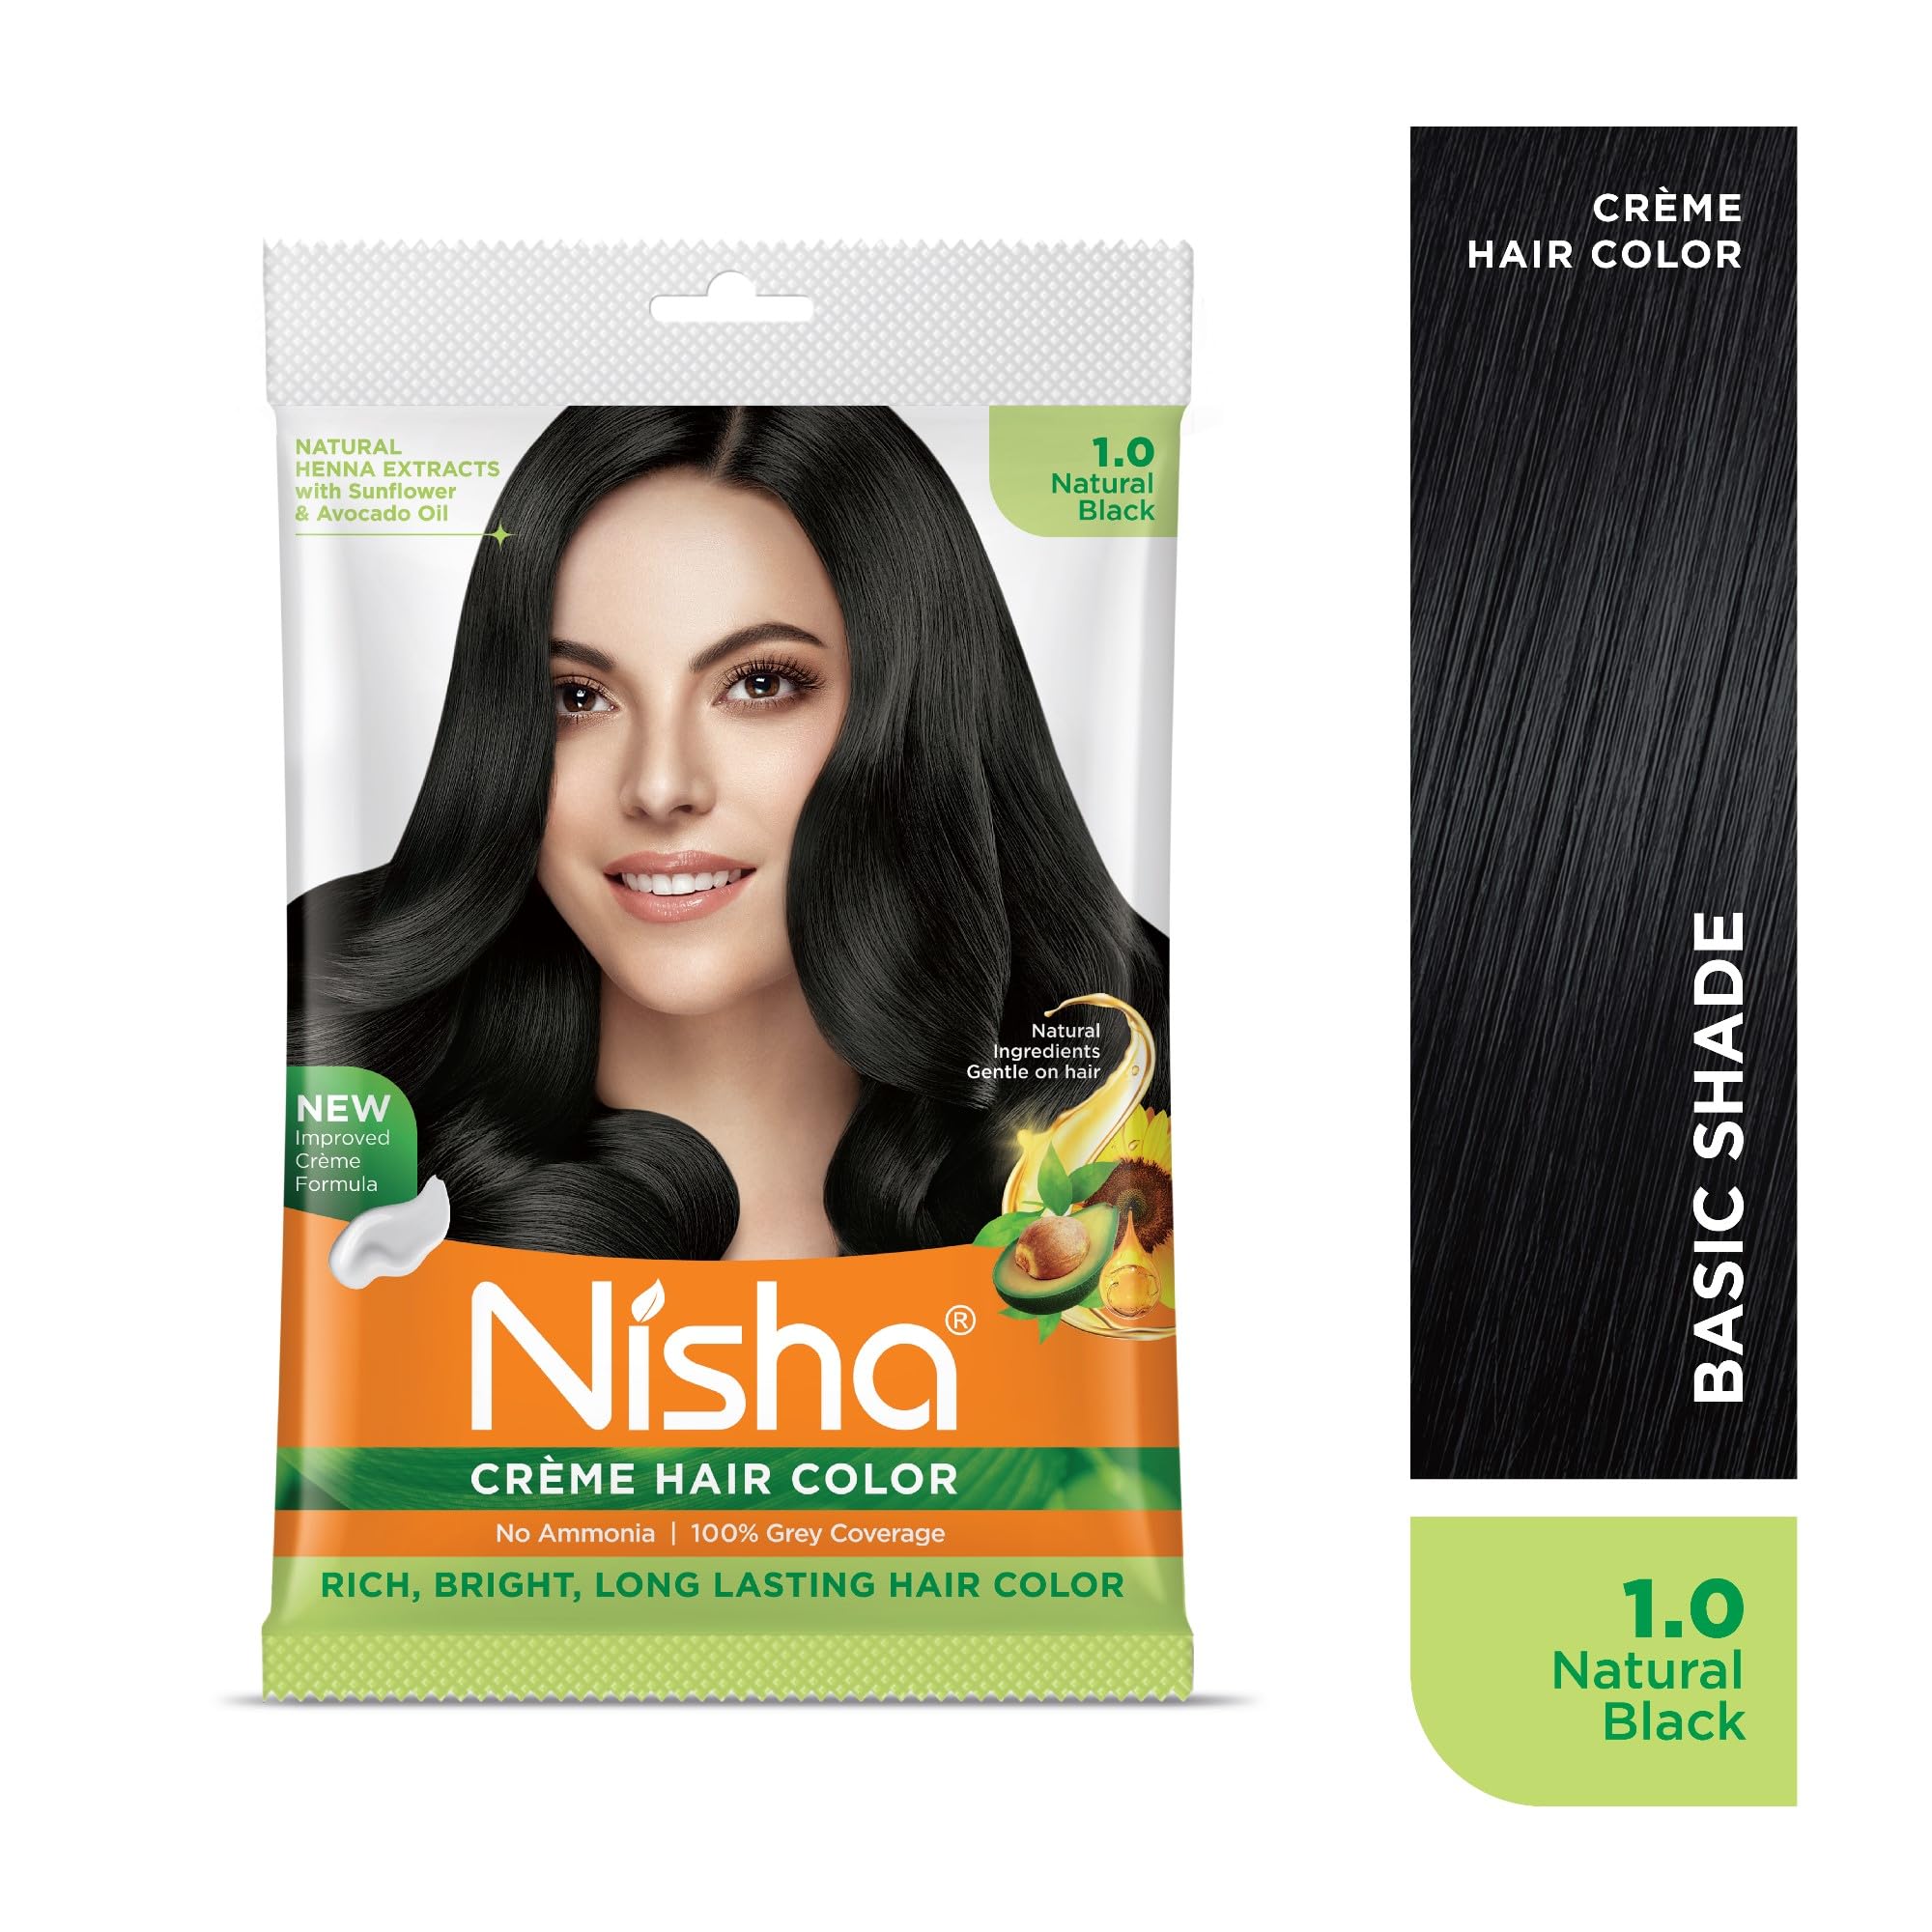 NATURAL
HENNA EXTRACTS
with Sunflower
& Avocado Oil
1.0
Natural
Black
Natural
Ingredients
Gentle on hair
NEW
Improved
Crème
Formula
Nisha®
CRÈME HAIR COLOR
No Ammonia | 100% Grey Coverage
RICH, BRIGHT, LONG LASTING HAIR COLOR
CRÈME
HAIR COLOR
BASIC SHADE
1.0
Natural
Black